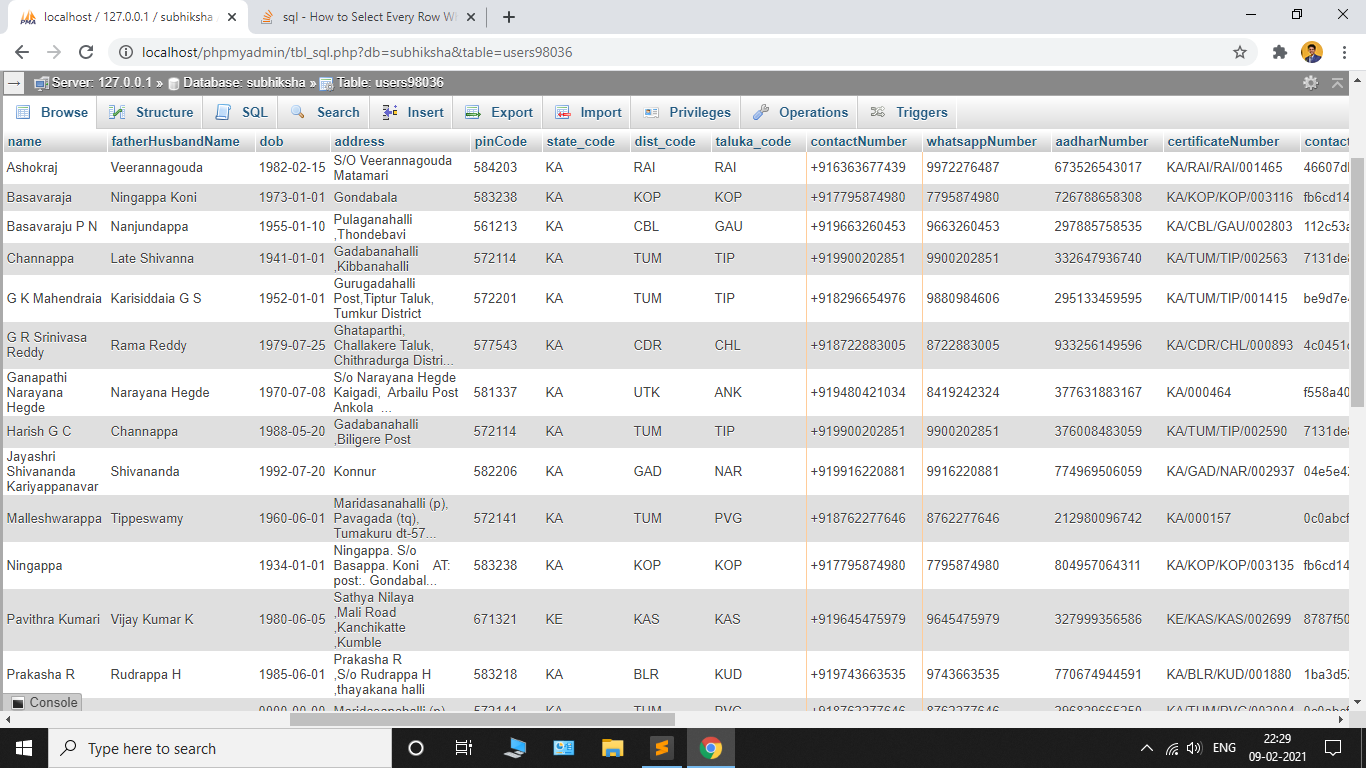 localhost / 127.0.0.1 / subhiksha
sql - How to Select Every Row Wh
localhost/phpmyadmin/tbl_sql.php?db=subhiksha&table=users98036
Server: 127.0.0.1 » Database: subhiksha » Table: users98036
Browse Structure SQL Search Insert Export Import Privileges Operations Triggers
name fatherHusbandName dob address pinCode state_code dist_code taluka_code contactNumber whatsappNumber aadharNumber certificateNumber contact
Ashokraj Veerannagouda 1982-02-15 S/O Veerannagouda Matamari 584203 KA RAI RAI +916363677439 9972276487 673526543017 KA/RAI/RAI/001465
Basavaraja Ningappa Koni 1973-01-01 Gondabala 583238 KA KOP KOP +917795874980 7795874980 726788658308 KA/KOP/KOP/003116 fb6cd14
Basavaraju P N Nanjundappa 1955-01-10 Pulaganahalli ,Thondebavi 561213 KA CBL GAU +919663260453 9663260453 297885758535 KA/CBL/GAU/002803 112c53a
Channappa Late Shivanna 1941-01-01 Gadabanahalli ,Kibbanahalli 572114 KA TUM TIP +919900202851 9900202851 332647936740 KA/TUM/TIP/002563
G K Mahendraia Karisiddaia G S 1952-01-01 Gurugadahalli Post,Tiptur Taluk, Tumkur District 572201 KA TUM TIP +918296654976 9880984606 295133459595 KA/TUM/TIP/001415
G R Srinivasa Reddy Rama Reddy 1979-07-25 Ghataparthi, Challakere Taluk, Chithradurga Distri... 577543 KA CDR CHL +918722883005 8722883005 933256149596 KA/CDR/CHL/000893
Ganapathi Narayana Hegde Narayana Hegde 1970-07-08 S/o Narayana Hegde Kaigadi, Arbailu Post Ankola ... 581337 KA UTK ANK +919480421034 8419242324 377631883167 KA/000464 f558a40
Harish G C Channappa 1988-05-20 Gadabanahalli ,Biligere Post 572114 KA TUM TIP +919900202851 9900202851 376008483059 KA/TUM/TIP/002590
Jayashri Shivananda Kariyappanavar Shivananda 1992-07-20 Konnur 582206 KA GAD NAR +919916220881 9916220881 774969506059 KA/GAD/NAR/002937
Malleshwarappa Tippeswamy 1960-06-01 Maridasanahalli (p), Pavagada (tq), Tumakuru dt-57... 572141 KA TUM PVG +918762277646 8762277646 212980096742 KA/000157
Ningappa 1934-01-01 Ningappa. S/o Basappa. Koni AT: post:. Gondabal... 583238 KA KOP KOP +917795874980 7795874980 804957064311 KA/KOP/KOP/003135 fb6cd14
Pavithra Kumari Vijay Kumar K 1980-06-05 Sathya Nilaya ,Mali Road ,Kanchikatte ,Kumble 671321 KE KAS KAS +919645475979 9645475979 327999356586 KE/KAS/KAS/002699 8787f50
Prakasha R Rudrappa H 1985-06-01 Prakasha R ,S/o Rudrappa H ,thayakana halli 583218 KA BLR KUD +919743663535 9743663535 770674944591 KA/BLR/KUD/001880
Console
Type here to search
ENG
22:29
09-02-2021